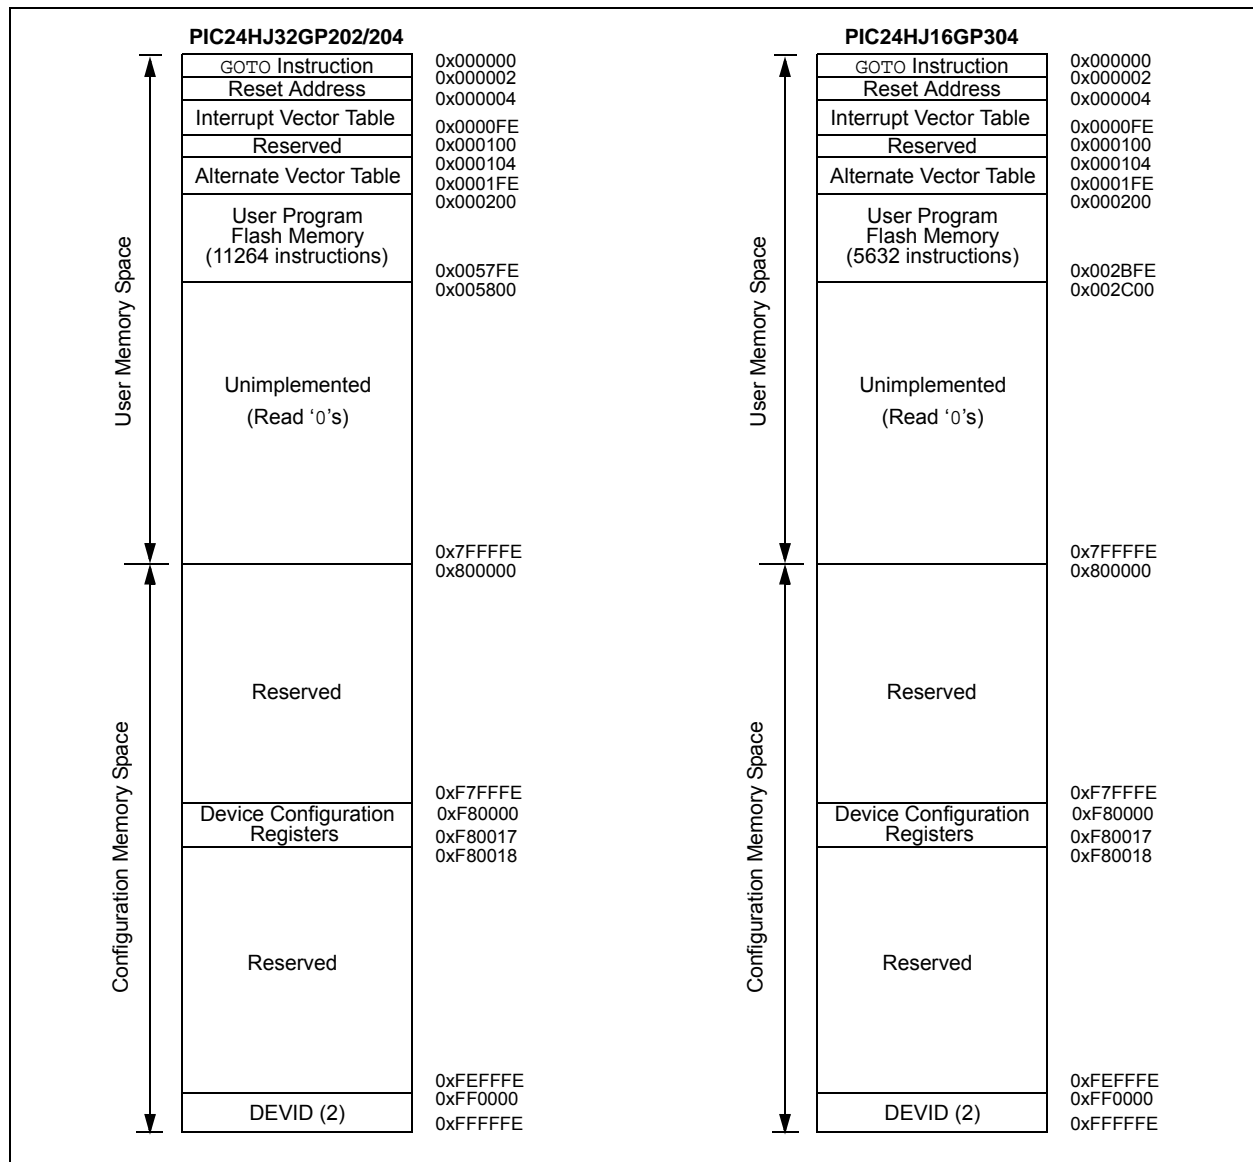 PIC24HJ32GP202/204
GOTO Instruction
Reset Address
Interrupt Vector Table
Reserved
Alternate Vector Table
User Program
Flash Memory
(11264 instructions)
Unimplemented
(Read ‘0’s)
Reserved
Device Configuration
Registers
Reserved
DEVID (2)
0x000000
0x000002
0x000004
0x0000FE
0x000100
0x000104
0x0001FE
0x000200
0x0057FE
0x005800
0x7FFFFE
0x800000
0xF7FFFE
0xF80000
0xF80017
0xF80018
0xFEFFFE
0xFF0000
0xFFFFFE
User Memory Space
Configuration Memory Space
PIC24HJ16GP304
GOTO Instruction
Reset Address
Interrupt Vector Table
Reserved
Alternate Vector Table
User Program
Flash Memory
(5632 instructions)
Unimplemented
(Read ‘0’s)
Reserved
Device Configuration
Registers
Reserved
DEVID (2)
0x000000
0x000002
0x000004
0x0000FE
0x000100
0x000104
0x0001FE
0x000200
0x002BFE
0x002C00
0x7FFFFE
0x800000
0xF7FFFE
0xF80000
0xF80017
0xF80018
0xFEFFFE
0xFF0000
0xFFFFFE
User Memory Space
Configuration Memory Space